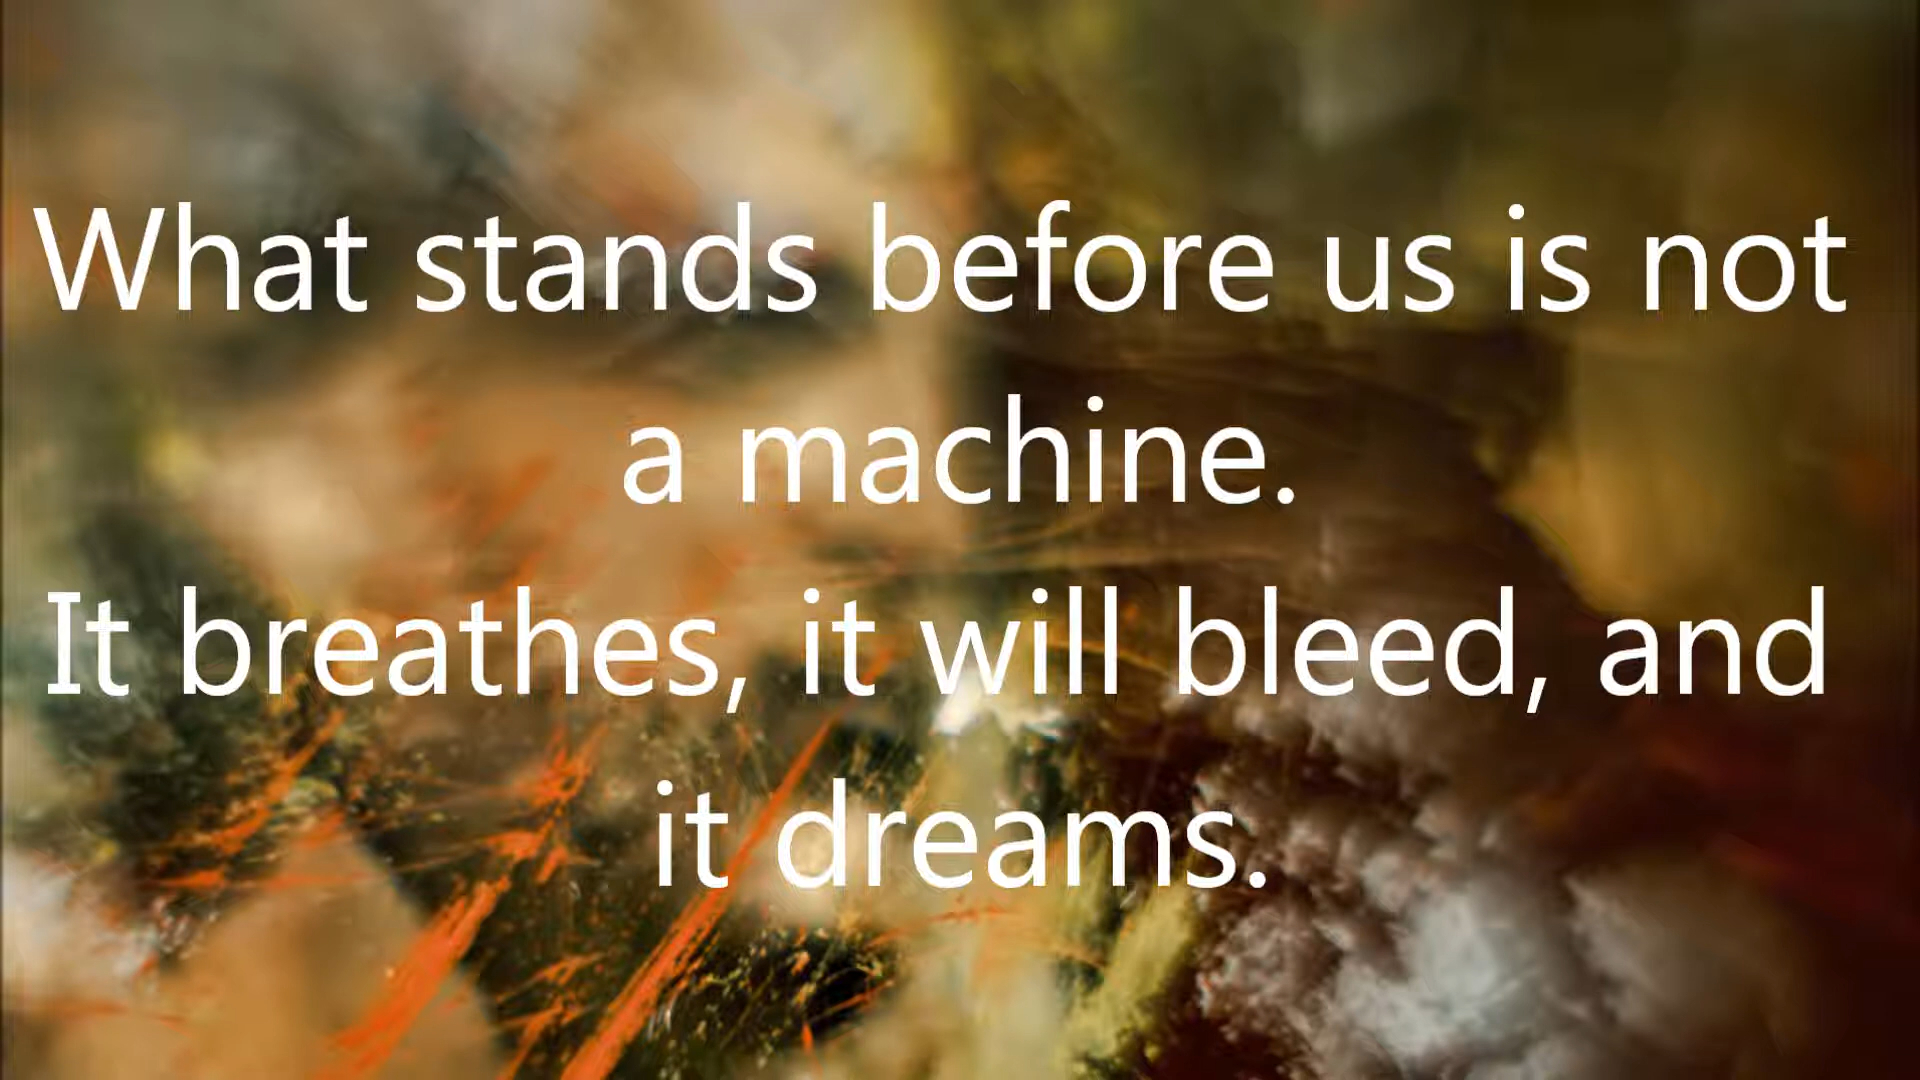 What stands before us is not
a machine.
It breathes, it will bleed, and
it dreams.